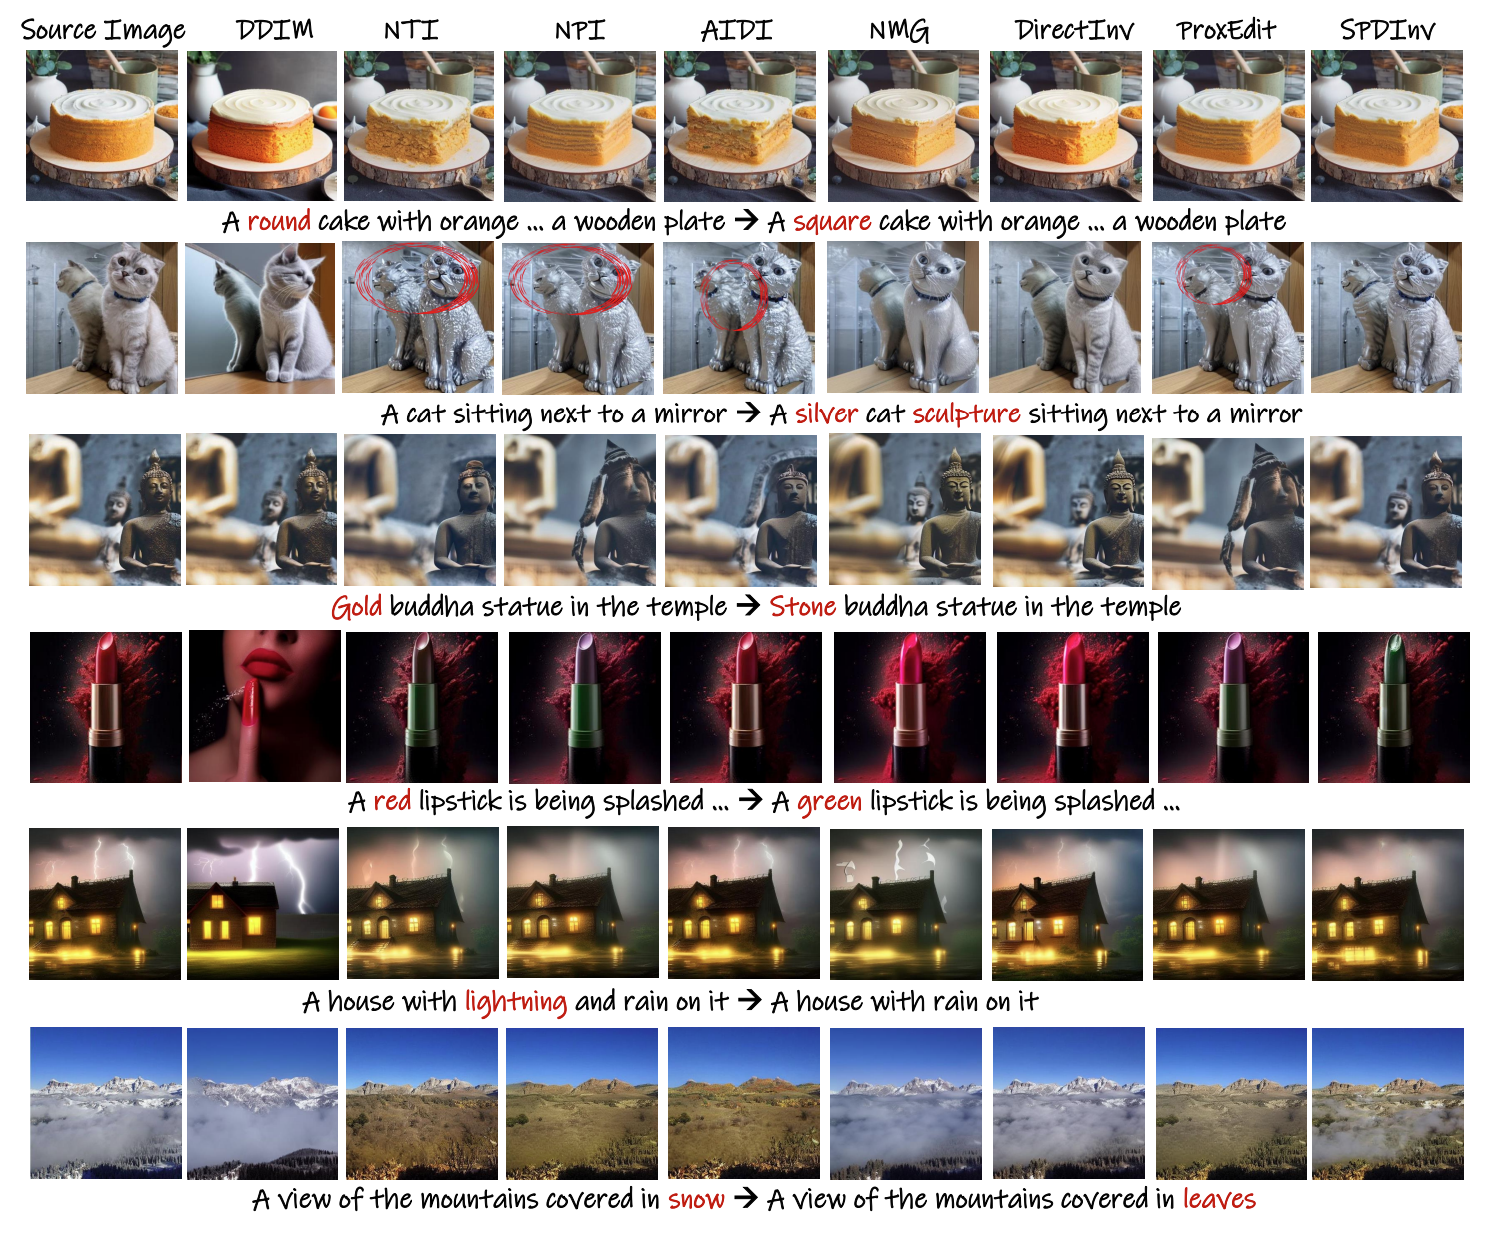 Source Image DDIM NTI NPI AIDI NMG DirectInv ProxEdit SPDInv
A round cake with orange ... a wooden plate → A square cake with orange ... a wooden plate
A cat sitting next to a mirror → A silver cat sculpture sitting next to a mirror
Gold buddha statue in the temple → Stone buddha statue in the temple
A red lipstick is being splashed ... → A green lipstick is being splashed ...
A house with lightning and rain on it → A house with rain on it
A view of the mountains covered in snow → A view of the mountains covered in leaves